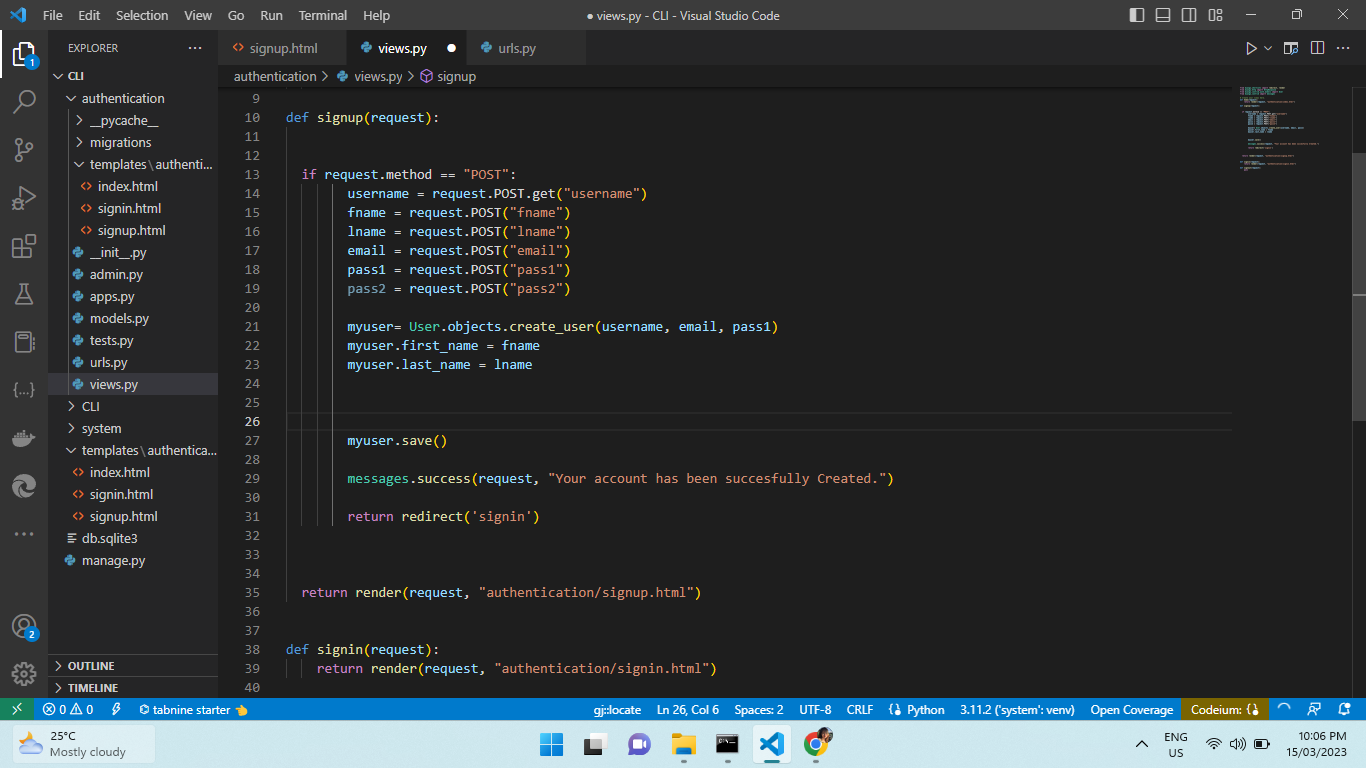 File Edit Selection View Go Run Terminal Help
● views.py - CLI - Visual Studio Code
EXPLORER ···
signup.html
views.py ●
urls.py
authentication > views.py > signup
CLI
authentication
__pycache__
migrations
templates \ authenti...
index.html
signin.html
signup.html
__init__.py
admin.py
apps.py
models.py
tests.py
urls.py
views.py
CLI
system
templates \ authentica...
index.html
signin.html
signup.html
db.sqlite3
manage.py
OUTLINE
TIMELINE
1
2
9
10 def signup(request):
11
12
13 if request.method == "POST":
14 username = request.POST.get("username")
15 fname = request.POST("fname")
16 lname = request.POST("lname")
17 email = request.POST("email")
18 pass1 = request.POST("pass1")
19 pass2 = request.POST("pass2")
20
21 myuser= User.objects.create_user(username, email, pass1)
22 myuser.first_name = fname
23 myuser.last_name = lname
24
25
26
27 myuser.save()
28
29 messages.success(request, "Your account has been succesfully Created.")
30
31 return redirect('signin')
32
33
34
35 return render(request, "authentication/signup.html")
36
37
38 def signin(request):
39 return render(request, "authentication/signin.html")
40
0 0 tabnine starter
gj:locate Ln 26, Col 6 Spaces: 2 UTF-8 CRLF Python 3.11.2 ('system': venv) Open Coverage Codeium: {}
25°C
Mostly cloudy
ENG
US
10:06 PM
15/03/2023